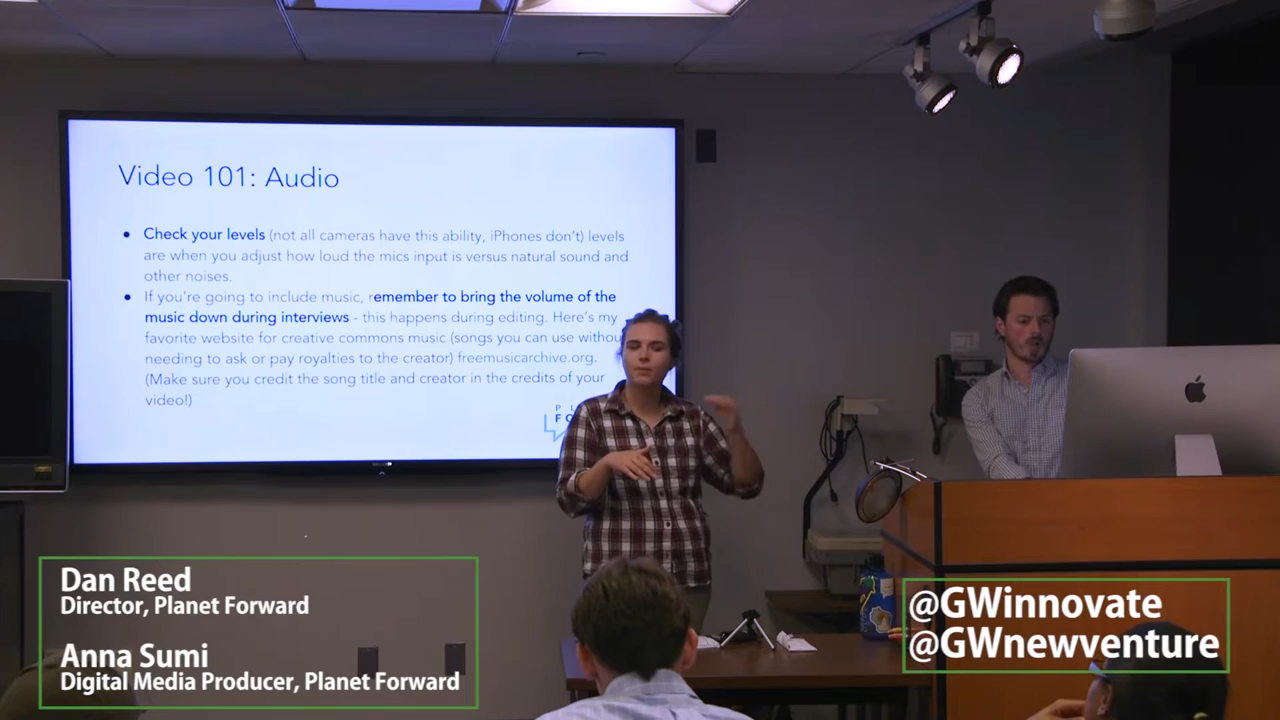 Video 101: Audio
Check your levels (not all cameras have this ability, iPhones don't) levels
are when you adjust how loud the mics input is versus natural sound and
other noises.
If you're going to include music, remember to bring the volume of the
music down during interviews - this happens during editing. Here's my
favorite website for creative commons music (songs you can use withou
needing to ask or pay royalties to the creator) freemusicarchive.org.
(Make sure you credit the song title and creator in the credits of your
video!)
Dan Reed
Director, Planet Forward
Anna Sumi
Digital Media Producer, Planet Forward
@GWinnovate
@GWnewventure